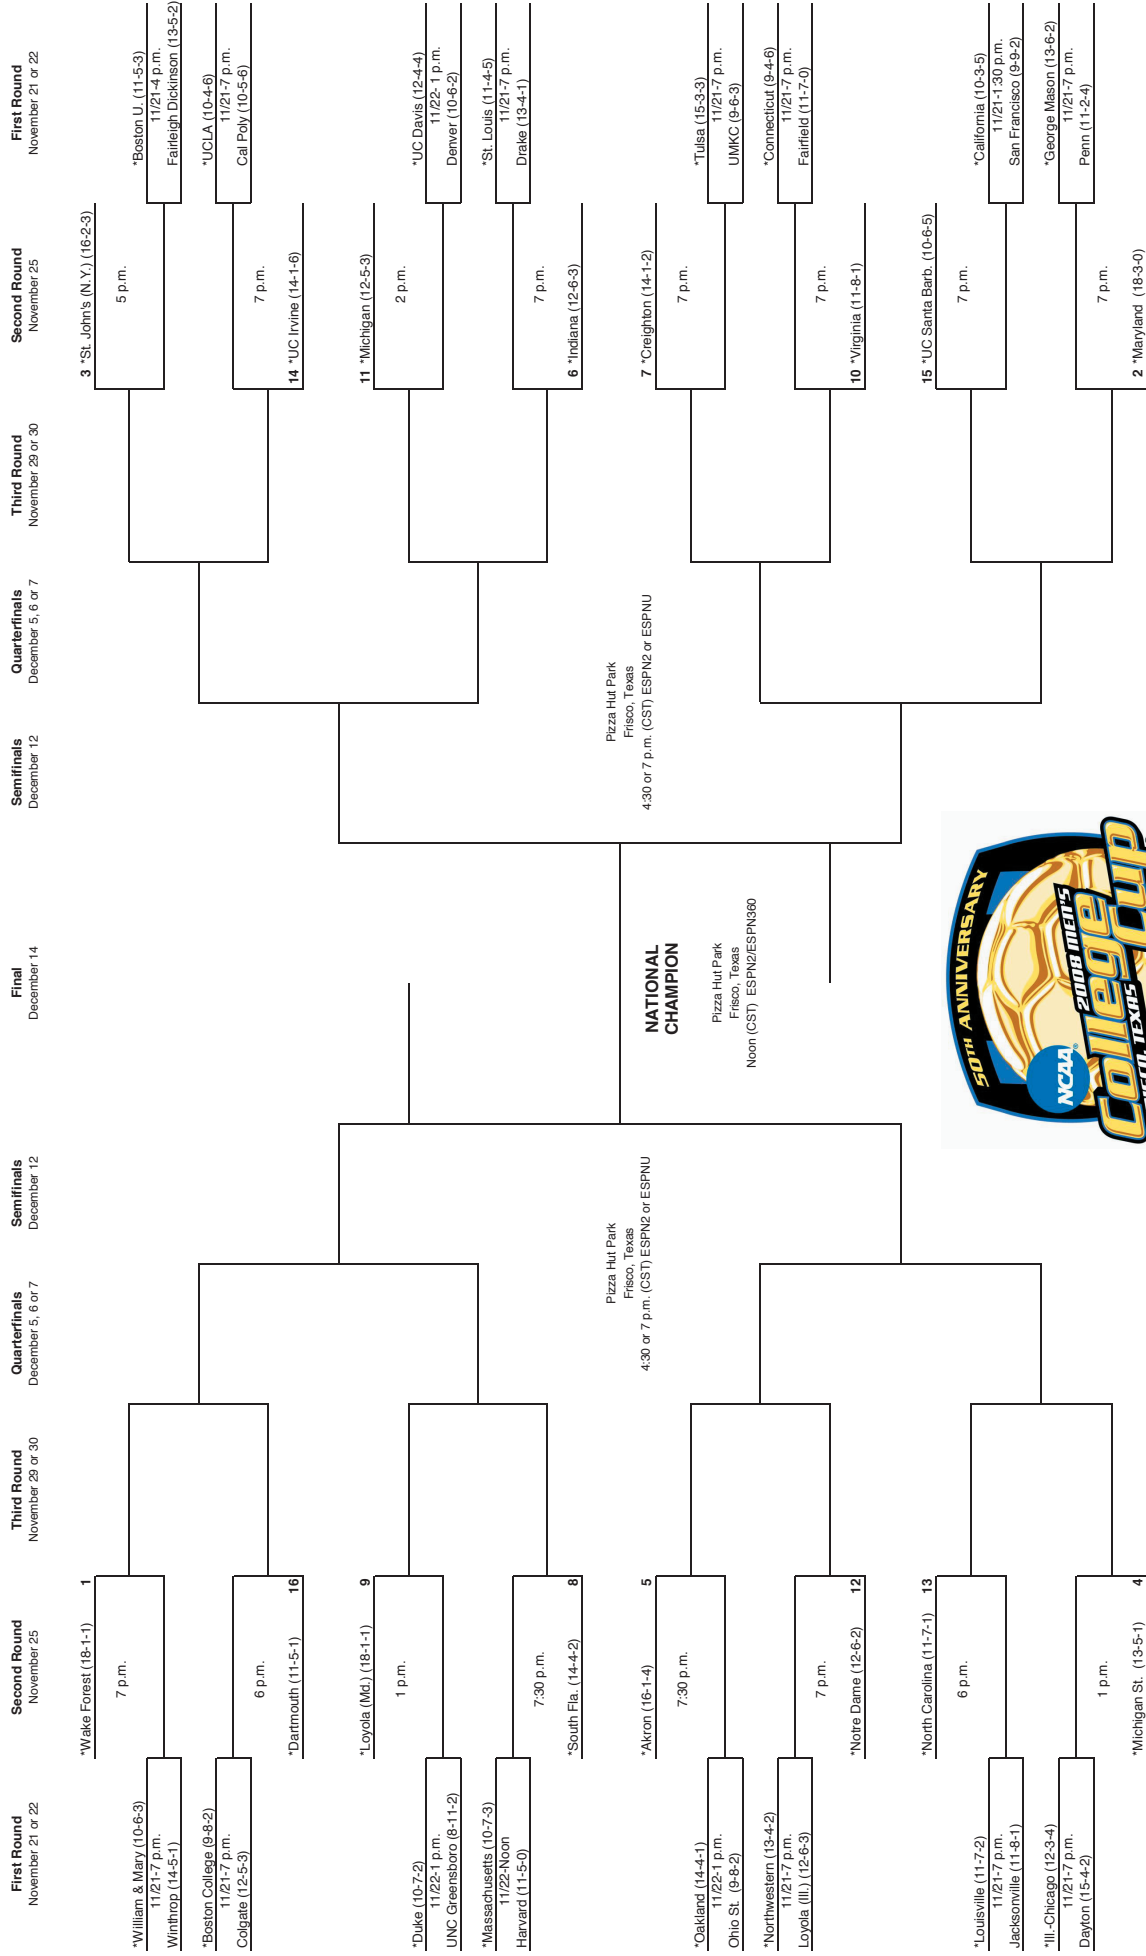 First Round
November 21 or 22
Second Round
November 25
Third Round
November 29 or 30
Quarterfinals
December 5, 6 or 7
Semifinals
December 12
Final
December 14
Semifinals
December 12
Quarterfinals
December 5, 6 or 7
Third Round
November 29 or 30
Second Round
November 25
First Round
November 21 or 22
*Wake Forest (18-1-1) 1
7 p.m.
*William & Mary (10-6-3)
11/21-7 p.m.
Winthrop (14-5-1)
*Boston College (9-8-2)
11/21-7 p.m.
Colgate (12-5-3)
6 p.m.
*Dartmouth (11-5-1) 16
*Loyola (Md.) (18-1-1) 9
1 p.m.
*Duke (10-7-2)
11/22-1 p.m.
UNC Greensboro (8-11-2)
*Massachusetts (10-7-3)
11/22-Noon
Harvard (11-5-0)
7:30 p.m.
*South Fla. (14-4-2) 8
*Akron (16-1-4) 5
7:30 p.m.
*Oakland (14-4-1)
11/22-1 p.m.
Ohio St. (9-8-2)
*Northwestern (13-4-2)
11/21-7 p.m.
Loyola (Ill.) (12-6-3)
7 p.m.
*Notre Dame (12-6-2) 12
*North Carolina (11-7-1) 13
6 p.m.
*Louisville (11-7-2)
11/21-7 p.m.
Jacksonville (11-8-1)
*Ill.-Chicago (12-3-4)
11/21-7 p.m.
Dayton (15-4-2)
1 p.m.
*Michigan St. (13-5-1) 4
Pizza Hut Park
Frisco, Texas
4:30 or 7 p.m. (CST) ESPN2 or ESPNU
NATIONAL
CHAMPION
Pizza Hut Park
Frisco, Texas
Noon (CST) ESPN2/ESPN360
Pizza Hut Park
Frisco, Texas
4:30 or 7 p.m. (CST) ESPN2 or ESPNU
50TH ANNIVERSARY
NCAA®
2008 MEN'S
College Cup
TEXAS
3 *St. John's (N.Y.) (16-2-3)
5 p.m.
*Boston U. (11-5-3)
11/21-4 p.m.
Fairleigh Dickinson (13-5-2)
*UCLA (10-4-6)
11/21-7 p.m.
Cal Poly (10-5-6)
7 p.m.
14 *UC Irvine (14-1-6)
11 *Michigan (12-5-3)
2 p.m.
*UC Davis (12-4-4)
11/22- 1 p.m.
Denver (10-6-2)
*St. Louis (11-4-5)
11/21-7 p.m.
Drake (13-4-1)
7 p.m.
6 *Indiana (12-6-3)
7 *Creighton (14-1-2)
7 p.m.
*Tulsa (15-3-3)
11/21-7 p.m.
UMKC (9-6-3)
*Connecticut (9-4-6)
11/21-7 p.m.
Fairfield (11-7-0)
7 p.m.
10 *Virginia (11-8-1)
15 *UC Santa Barb. (10-6-5)
7 p.m.
*California (10-3-5)
11/21-1:30 p.m.
San Francisco (9-9-2)
*George Mason (13-6-2)
11/21-7 p.m.
Penn (11-2-4)
7 p.m.
2 *Maryland (18-3-0)